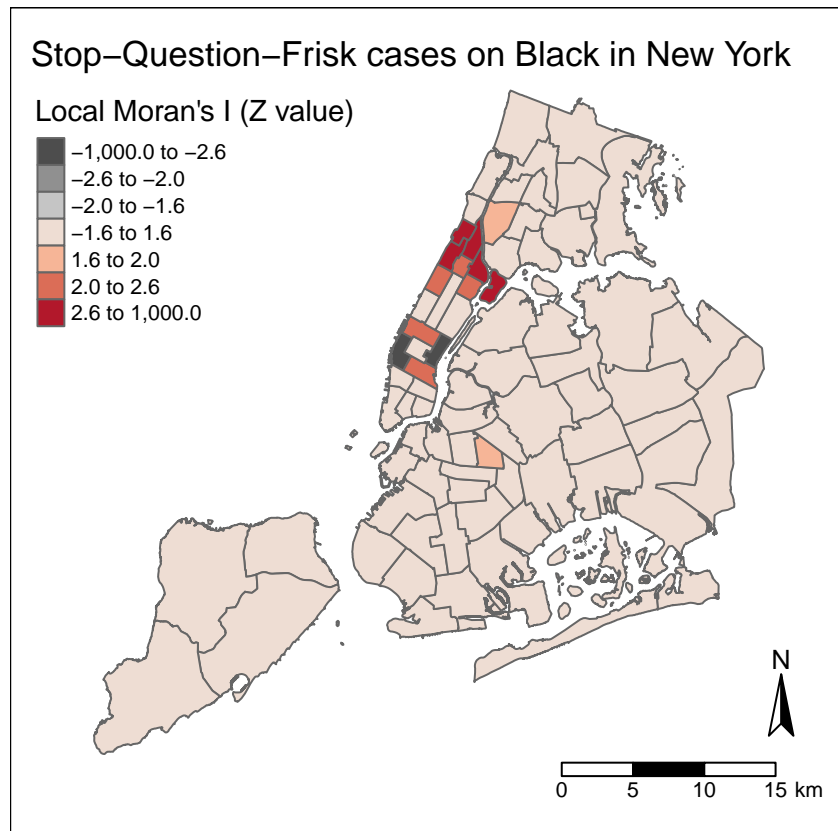 Stop−Question−Frisk cases on Black in New York
Local Moran's I (Z value)
−1,000.0 to −2.6
−2.6 to −2.0
−2.0 to −1.6
−1.6 to 1.6
1.6 to 2.0
2.0 to 2.6
2.6 to 1,000.0
N
0 5 10 15 km